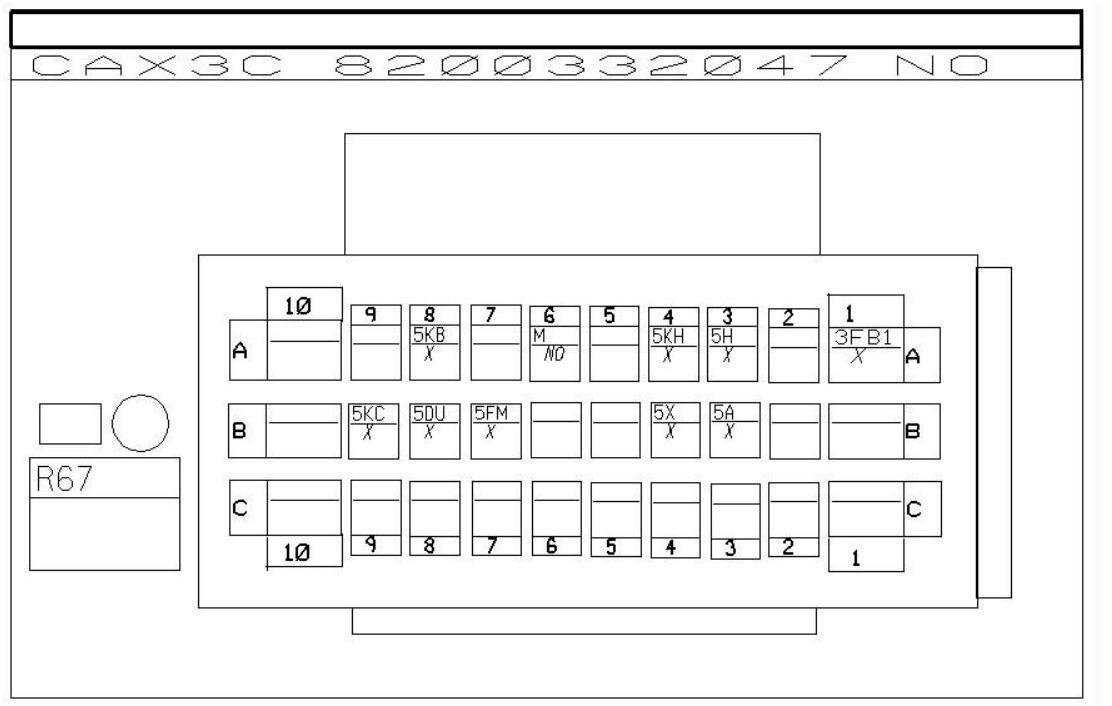 CAX3C 8200332047 NO
10 9 8 7 6 5 4 3 2 1
A 5KB M 5KH 5H 3FB1 A
X NO X X X
B 5KC 5DU 5FM 5X 5A B
X X X X X
R67
C C
10 9 8 7 6 5 4 3 2 1